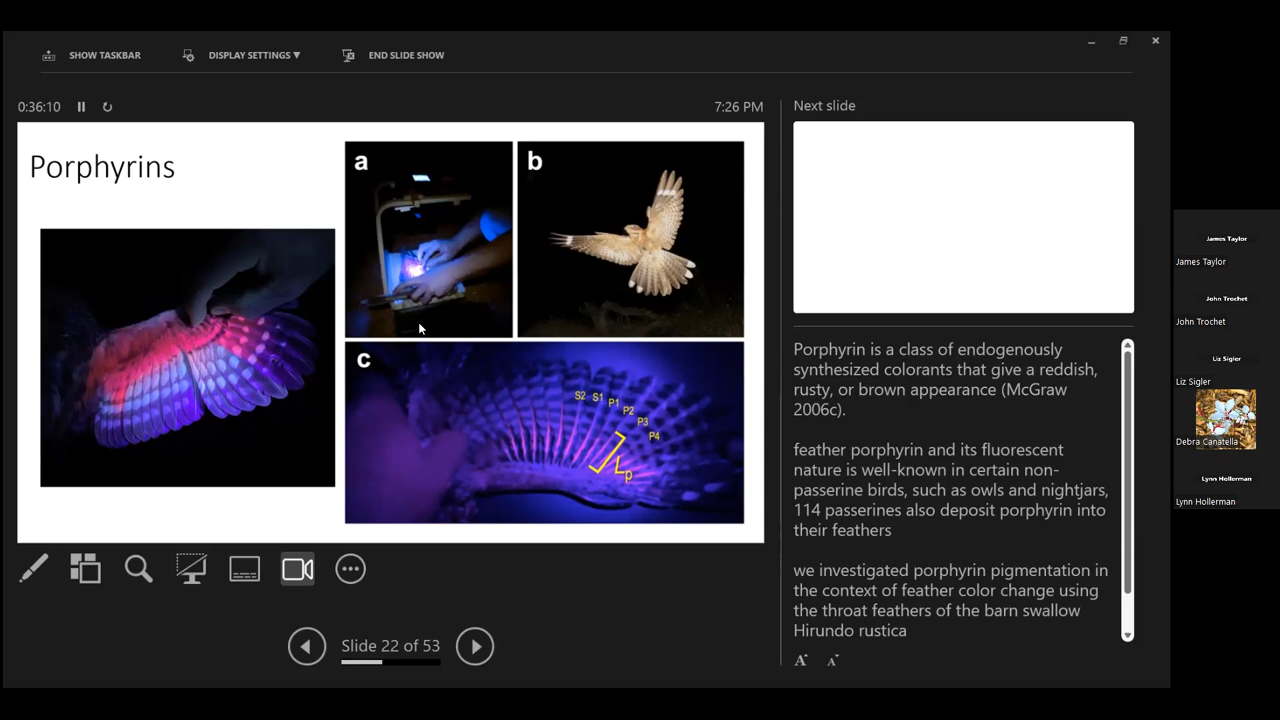 SHOW TASKBAR
DISPLAY SETTINGS ▼
END SLIDE SHOW
0:36:10
7:26 PM
Next slide
Porphyrins
a
b
c
S2
S1
P1
P2
P3
P4
Lp
Porphyrin is a class of endogenously
synthesized colorants that give a reddish,
rusty, or brown appearance (McGraw
2006c).
feather porphyrin and its fluorescent
nature is well-known in certain non-
passerine birds, such as owls and nightjars,
114 passerines also deposit porphyrin into
their feathers
we investigated porphyrin pigmentation in
the context of feather color change using
the throat feathers of the barn swallow
Hirundo rustica
A A
Slide 22 of 53
James Taylor
James Taylor
John Trochet
John Trochet
Liz Sigler
Liz Sigler
Debra Canatella
Lynn Hollerman
Lynn Hollerman